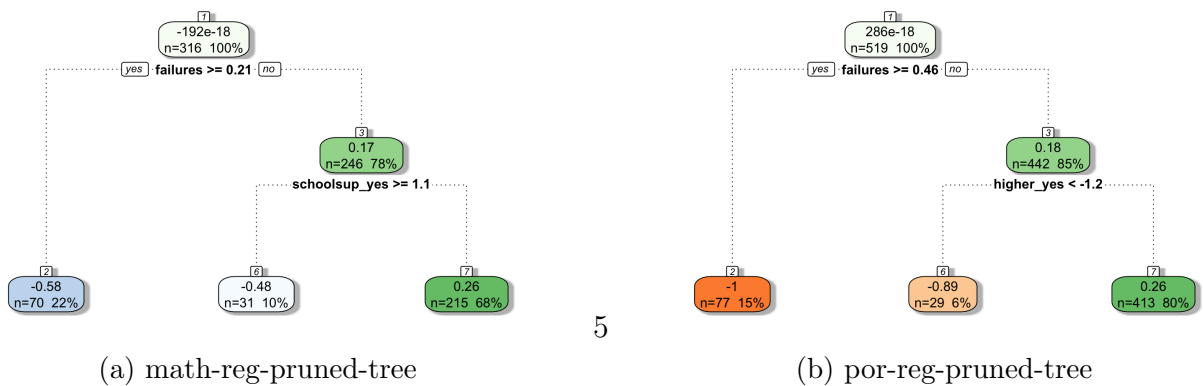 1
-192e-18
n=316 100%
yes failures >= 0.21 no
3
0.17
n=246 78%
schoolsup_yes >= 1.1
2
-0.58
n=70 22%
6
-0.48
n=31 10%
7
0.26
n=215 68%
(a) math-reg-pruned-tree
5
1
286e-18
n=519 100%
yes failures >= 0.46 no
3
0.18
n=442 85%
higher_yes < -1.2
2
-1
n=77 15%
6
-0.89
n=29 6%
7
0.26
n=413 80%
(b) por-reg-pruned-tree